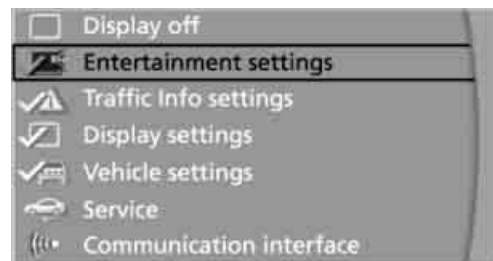 Display off
Entertainment settings
Traffic Info settings
Display settings
Vehicle settings
Service
Communication interface